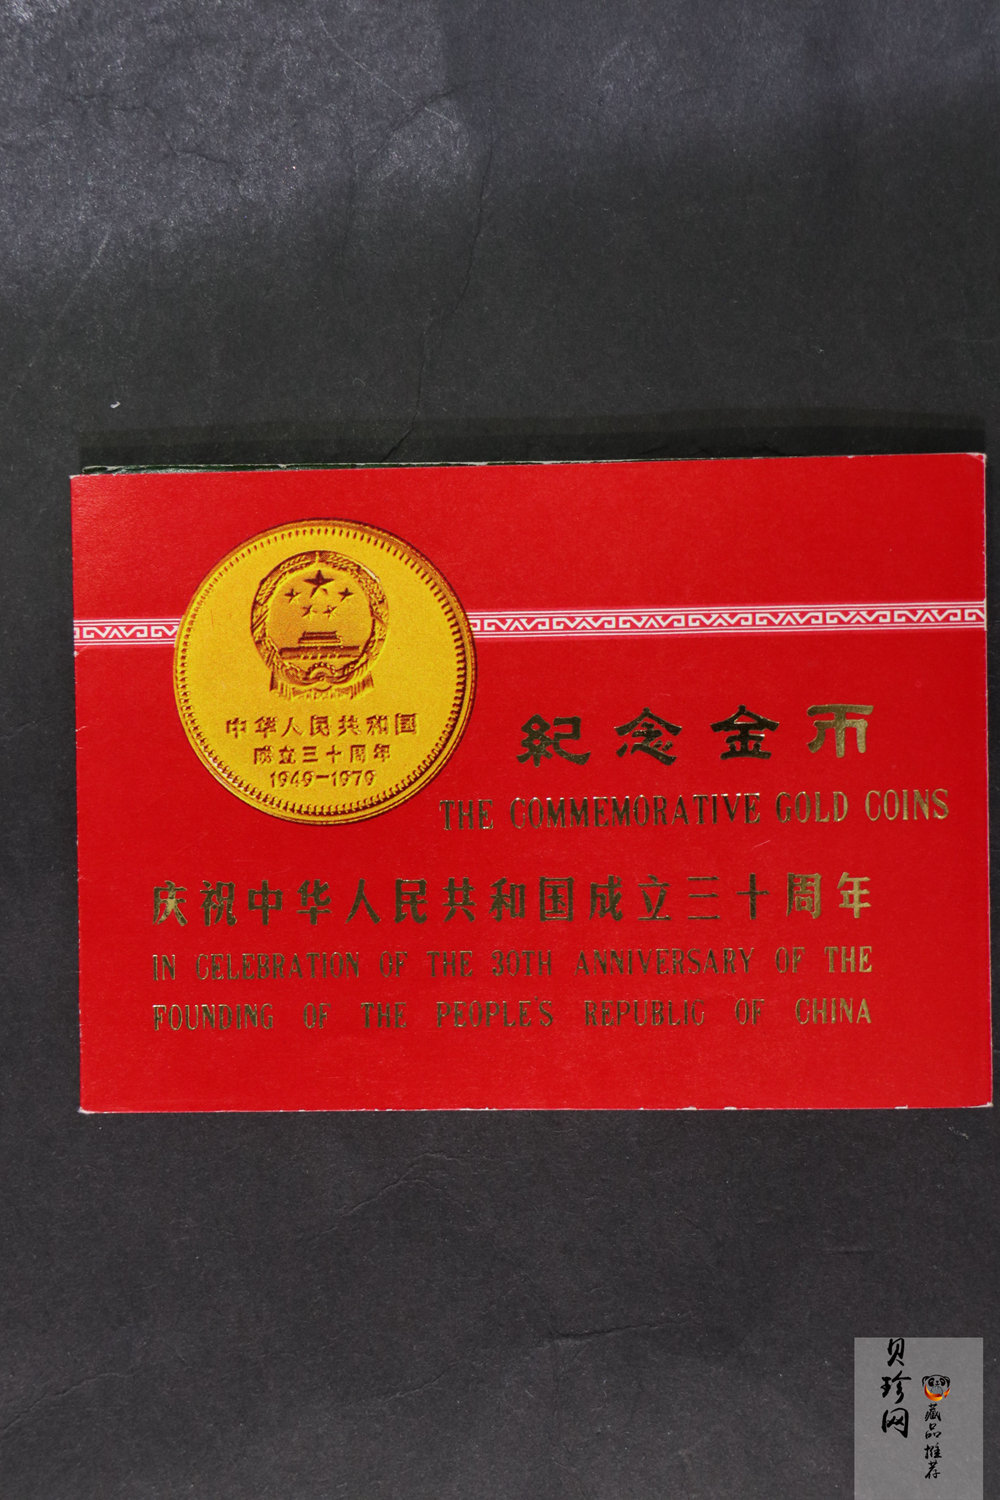 中华人民共和国
成立三十周年
1949-1979
紀念金币
THE COMMEMORATIVE GOLD COINS
庆祝中华人民共和国成立三十周年
IN CELEBRATION OF THE 30TH ANNIVERSARY OF THE
FOUNDING OF THE PEOPLE'S REPUBLIC OF CHINA
贝珍网
藏品推荐